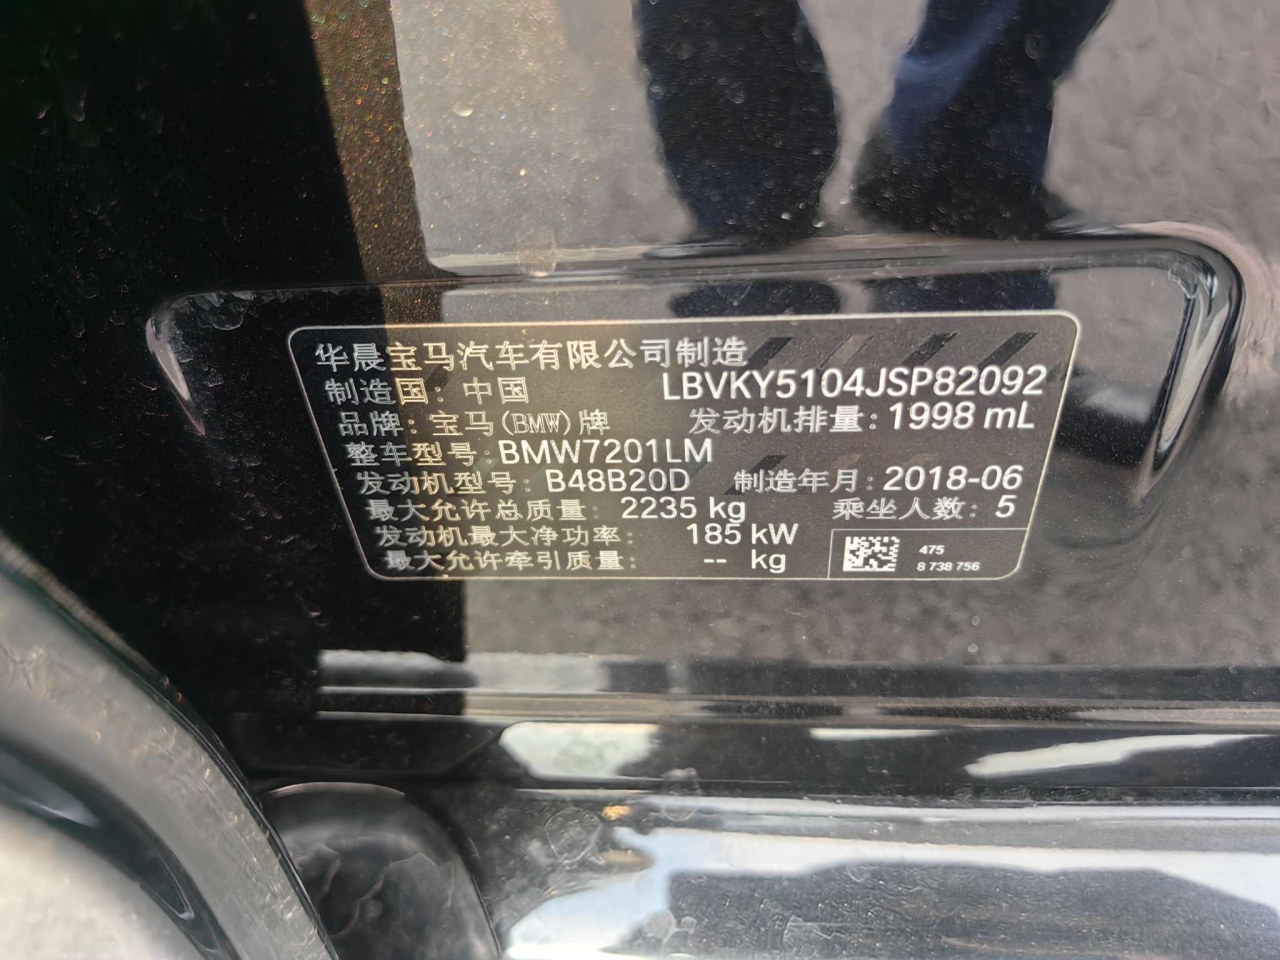 华晨宝马汽车有限公司制造
制造国：中国 LBVKY5104JSP82092
品牌：宝马(BMW)牌 发动机排量：1998 mL
整车型号：BMW7201LM
发动机型号：B48B20D 制造年月：2018-06
最大允许总质量：2235 kg 乘坐人数：5
发动机最大净功率：185 kW
最大允许牵引质量：-- kg
475
8 738 756